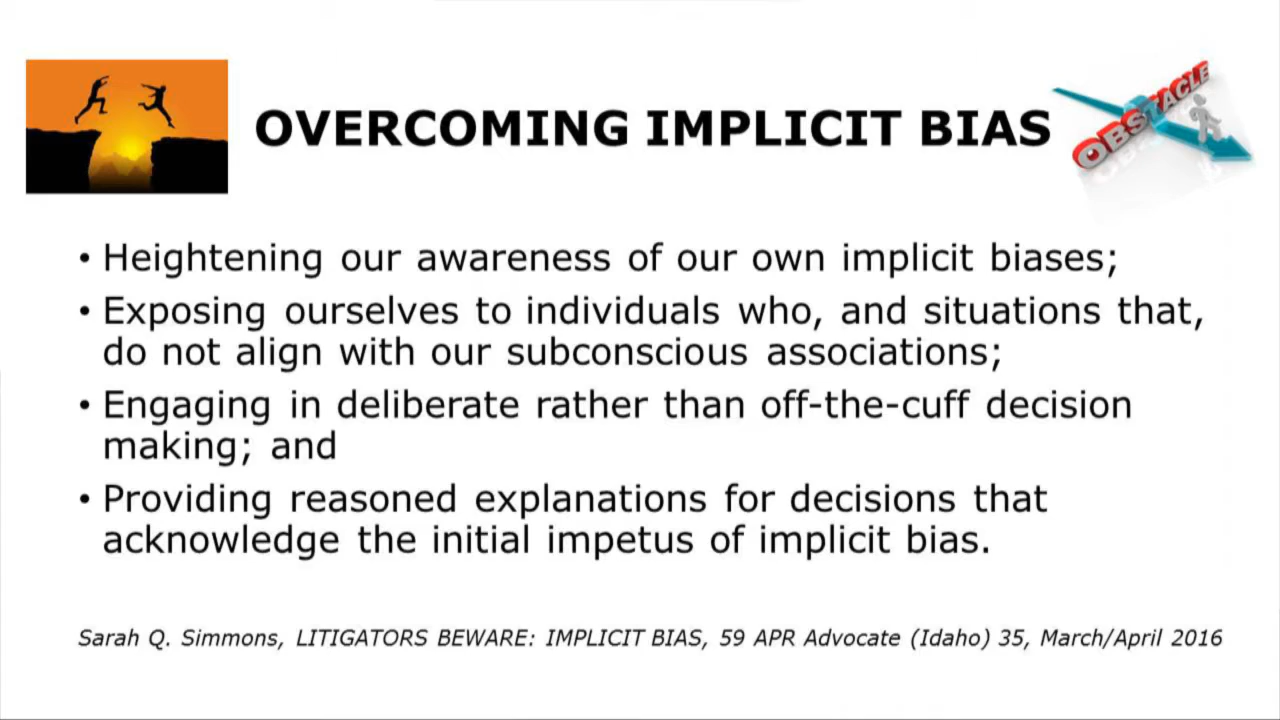 OVERCOMING IMPLICIT BIAS
OBSTACLE
• Heightening our awareness of our own implicit biases;
• Exposing ourselves to individuals who, and situations that,
do not align with our subconscious associations;
• Engaging in deliberate rather than off-the-cuff decision
making; and
• Providing reasoned explanations for decisions that
acknowledge the initial impetus of implicit bias.
Sarah Q. Simmons, LITIGATORS BEWARE: IMPLICIT BIAS, 59 APR Advocate (Idaho) 35, March/April 2016